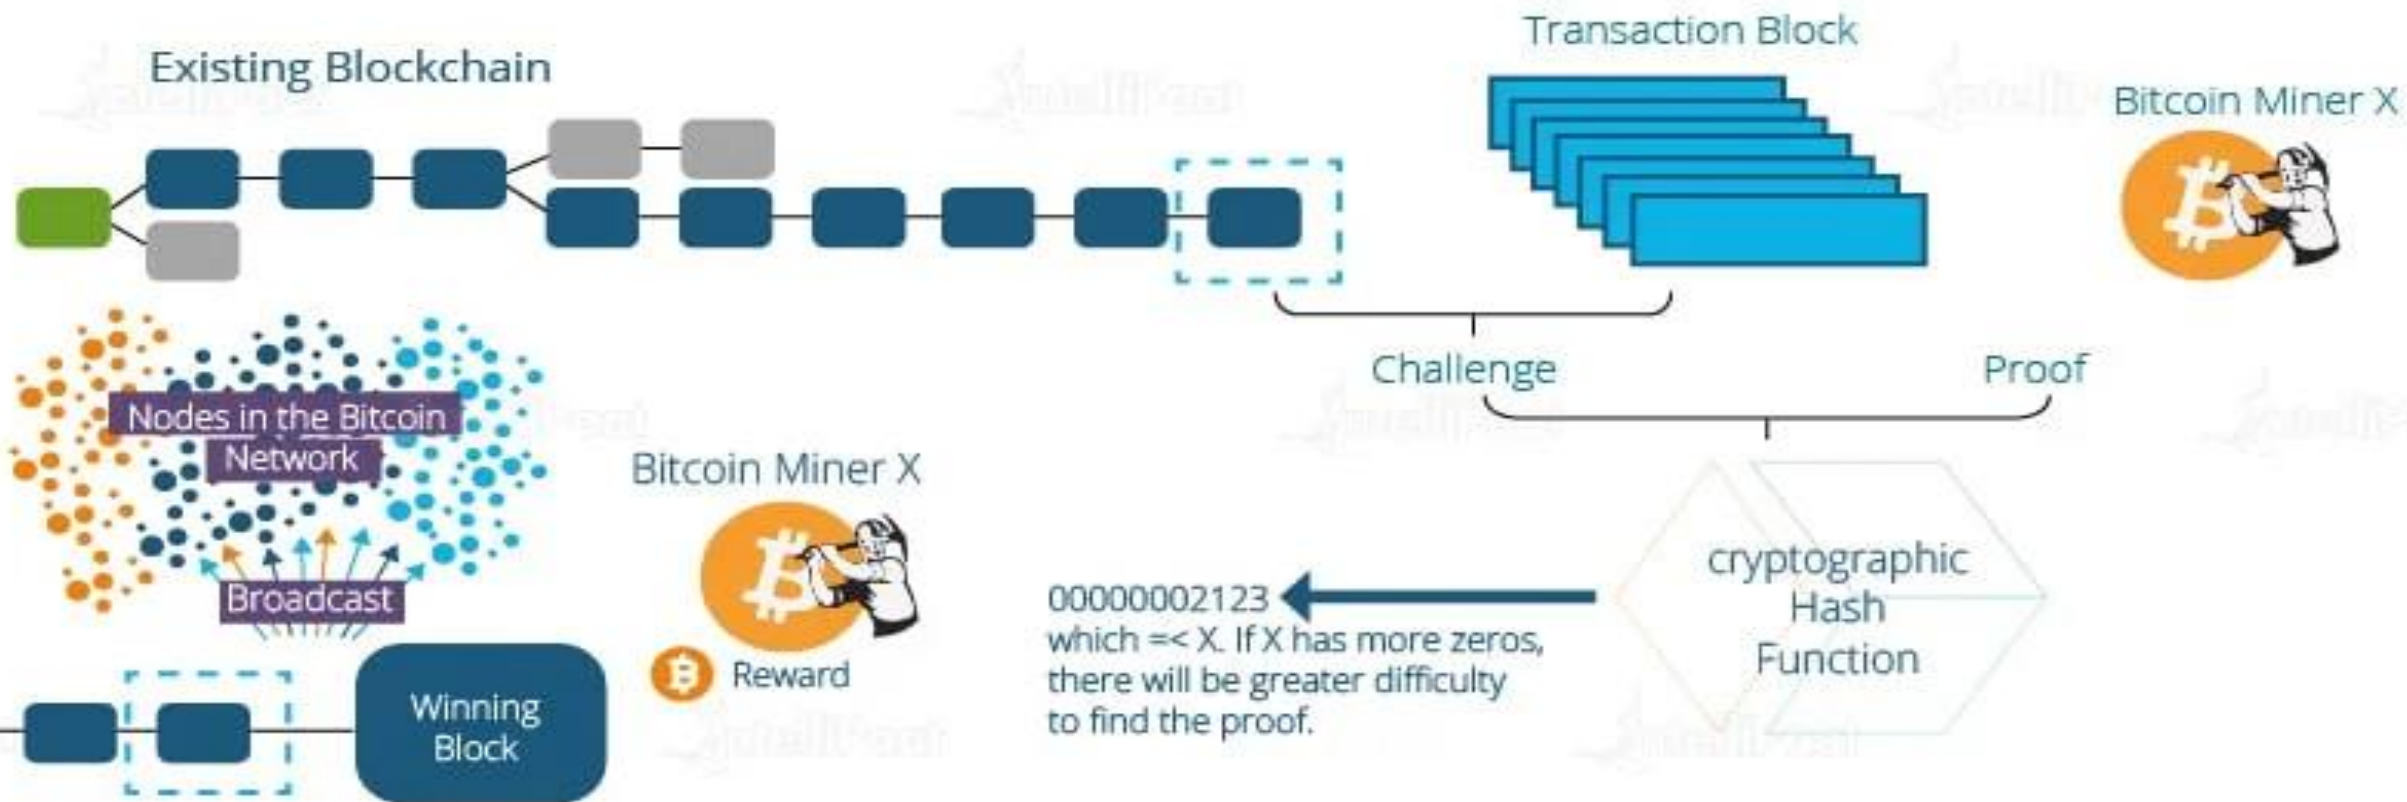 Existing Blockchain
Transaction Block
Bitcoin Miner X
Challenge
Proof
Nodes in the Bitcoin
Network
Broadcast
Winning
Block
Bitcoin Miner X
Reward
00000002123
which =< X. If X has more zeros,
there will be greater difficulty
to find the proof.
cryptographic
Hash
Function